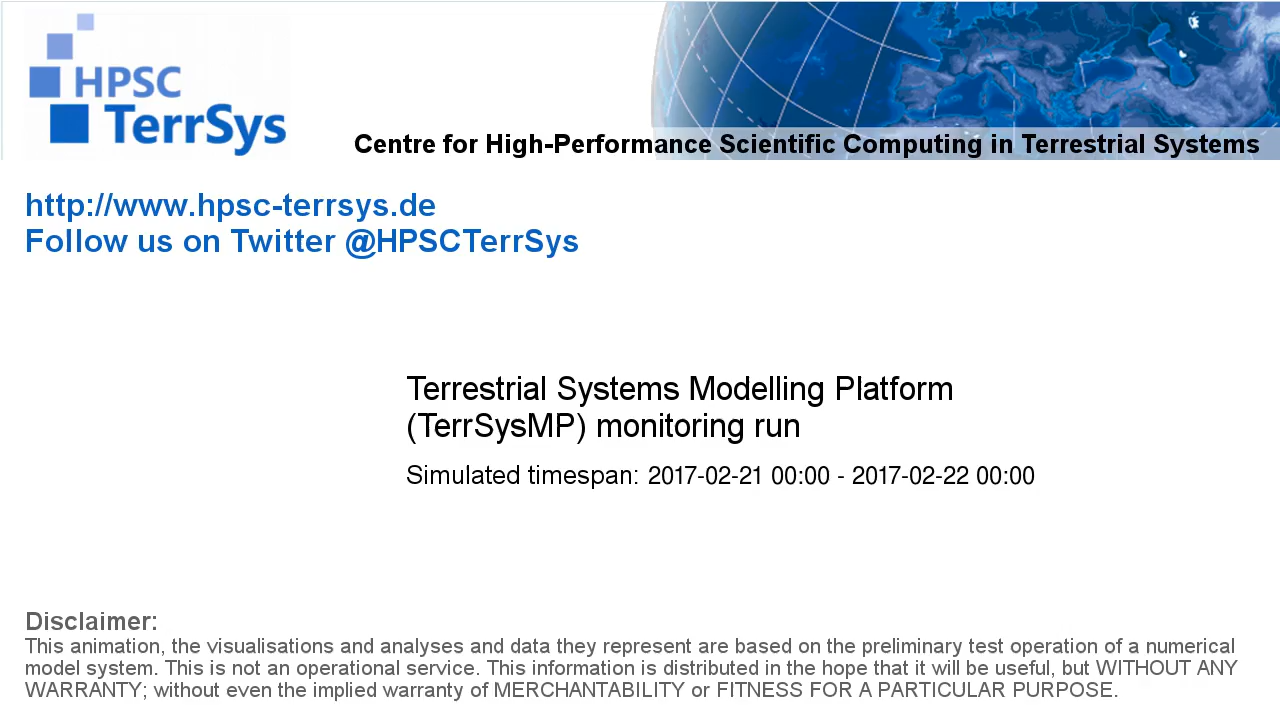 HPSC
TerrSys
Centre for High-Performance Scientific Computing in Terrestrial Systems
http://www.hpsc-terrsys.de
Follow us on Twitter @HPSCTerrSys
Terrestrial Systems Modelling Platform
(TerrSysMP) monitoring run
Simulated timespan: 2017-02-21 00:00 - 2017-02-22 00:00
Disclaimer:
This animation, the visualisations and analyses and data they represent are based on the preliminary test operation of a numerical
model system. This is not an operational service. This information is distributed in the hope that it will be useful, but WITHOUT ANY
WARRANTY; without even the implied warranty of MERCHANTABILITY or FITNESS FOR A PARTICULAR PURPOSE.